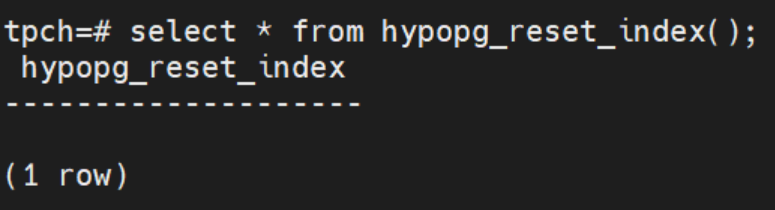 tpch=# select * from hypopg_reset_index();
 hypopg_reset_index
--------------------

(1 row)